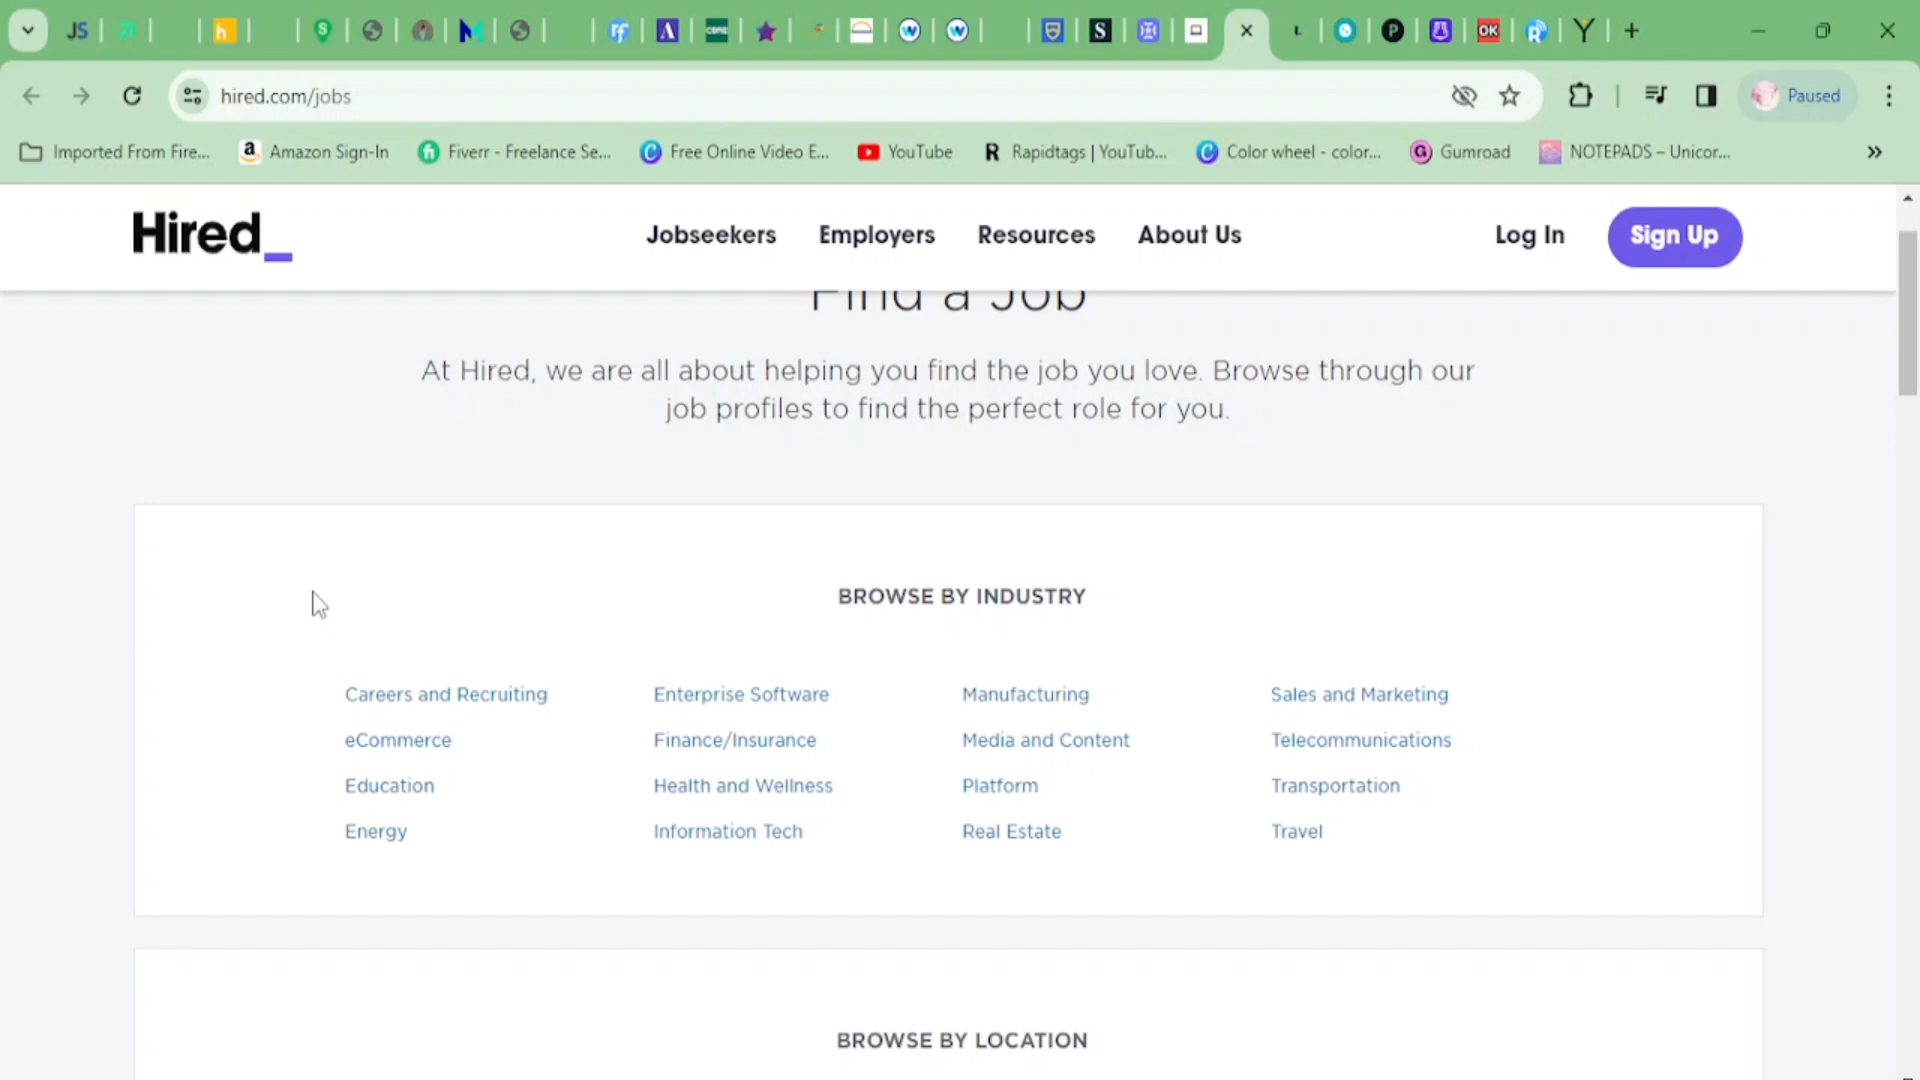 JS
OK
hired.com/jobs
Paused
Imported From Fire...
Amazon Sign-In
Fiverr - Freelance Se...
Free Online Video E...
YouTube
Rapidtags | YouTub...
Color wheel - color...
Gumroad
NOTEPADS – Unicor...
Hired_
Jobseekers
Employers
Resources
About Us
Log In
Sign Up
Find a Job
At Hired, we are all about helping you find the job you love. Browse through our
job profiles to find the perfect role for you.
BROWSE BY INDUSTRY
Careers and Recruiting
Enterprise Software
Manufacturing
Sales and Marketing
eCommerce
Finance/Insurance
Media and Content
Telecommunications
Education
Health and Wellness
Platform
Transportation
Energy
Information Tech
Real Estate
Travel
BROWSE BY LOCATION